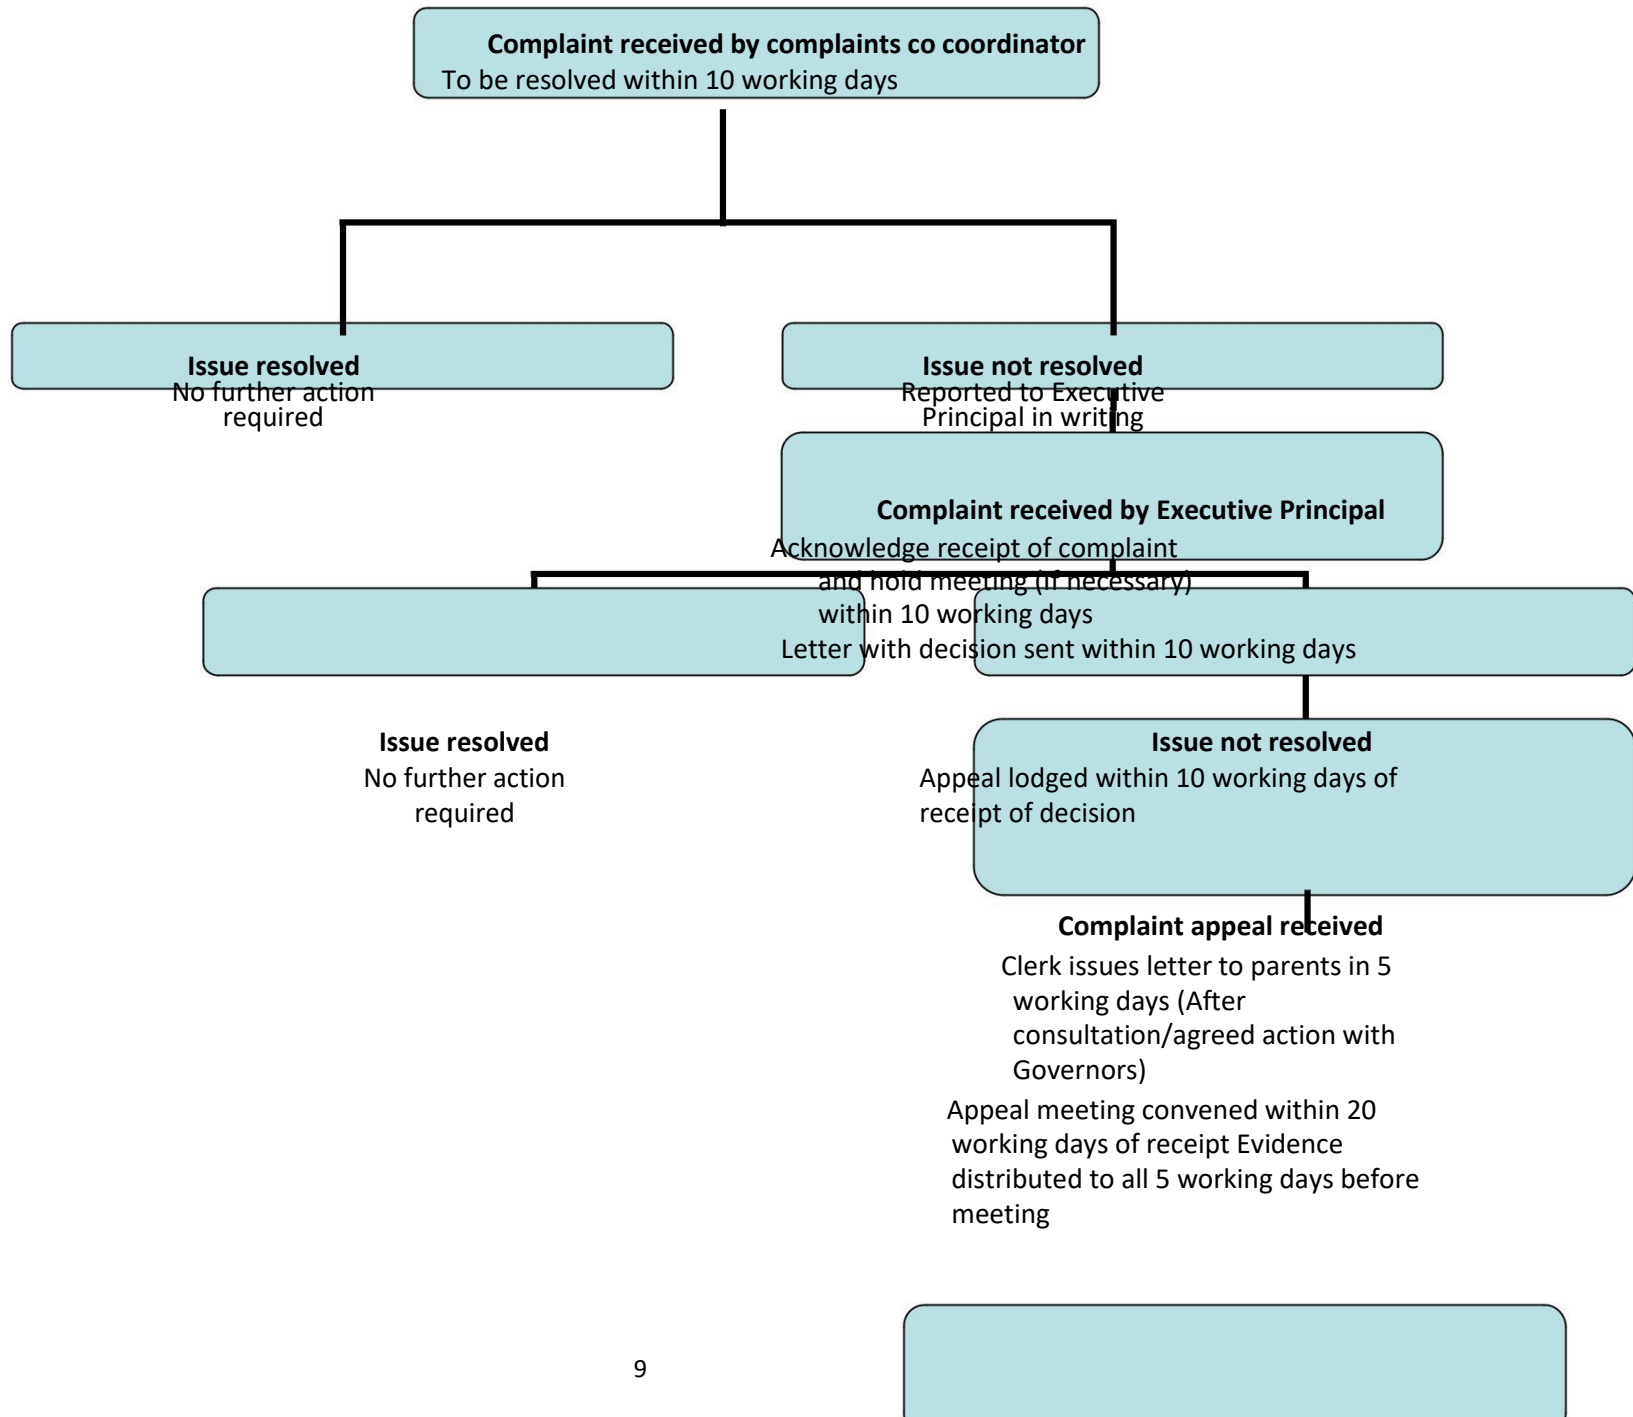 Complaint received by complaints co coordinator
To be resolved within 10 working days
Issue resolved
No further action
required
Issue not resolved
Reported to Executive
Principal in writing
Complaint received by Executive Principal
Acknowledge receipt of complaint
and hold meeting (if necessary)
within 10 working days
Letter with decision sent within 10 working days
Issue resolved
No further action
required
Issue not resolved
Appeal lodged within 10 working days of
receipt of decision
Complaint appeal received
Clerk issues letter to parents in 5
working days (After
consultation/agreed action with
Governors)
Appeal meeting convened within 20
working days of receipt Evidence
distributed to all 5 working days before
meeting
9